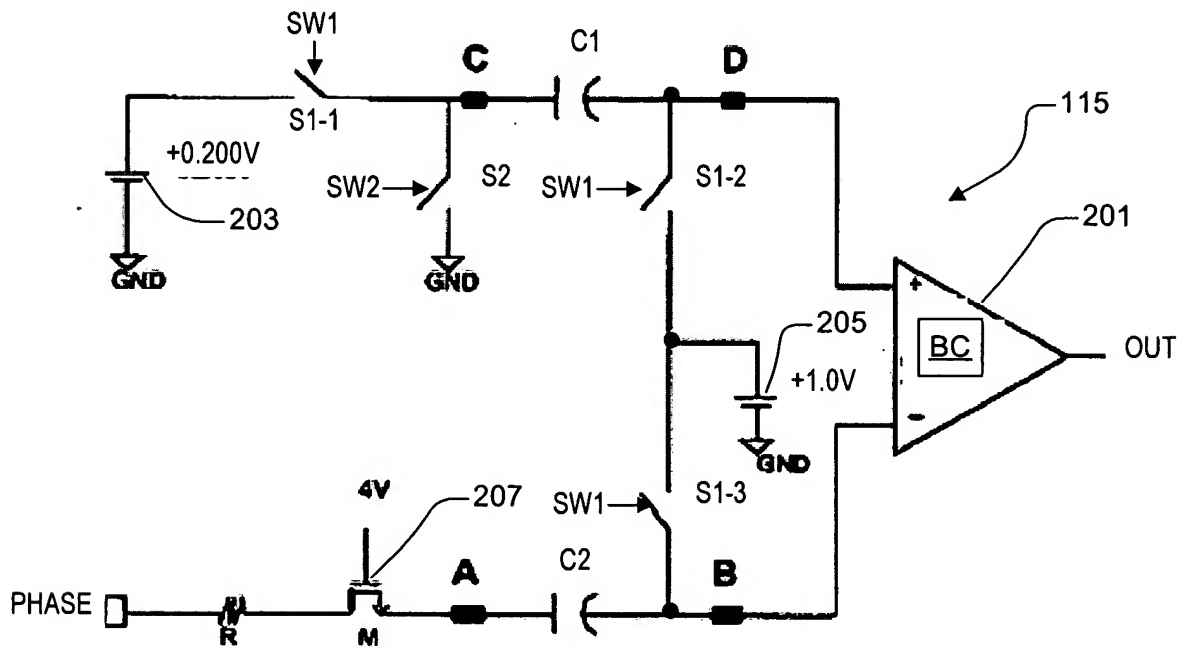 SW1
C
C1
D
115
S1-1
+0.200V
SW2
S2
SW1
S1-2
203
201
GND
GND
+
205
BC
OUT
+1.0V
−
GND
4V
207
SW1
S1-3
A
C2
B
PHASE
R
M